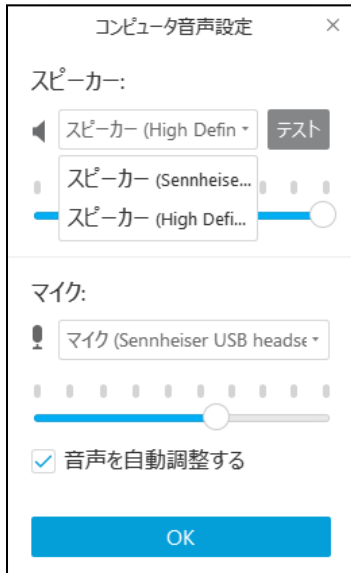 コンピュータ音声設定
スピーカー:
スピーカー (High Defin
テスト
スピーカー (Sennheise...
スピーカー (High Defi...
マイク:
マイク (Sennheiser USB headse
音声を自動調整する
OK